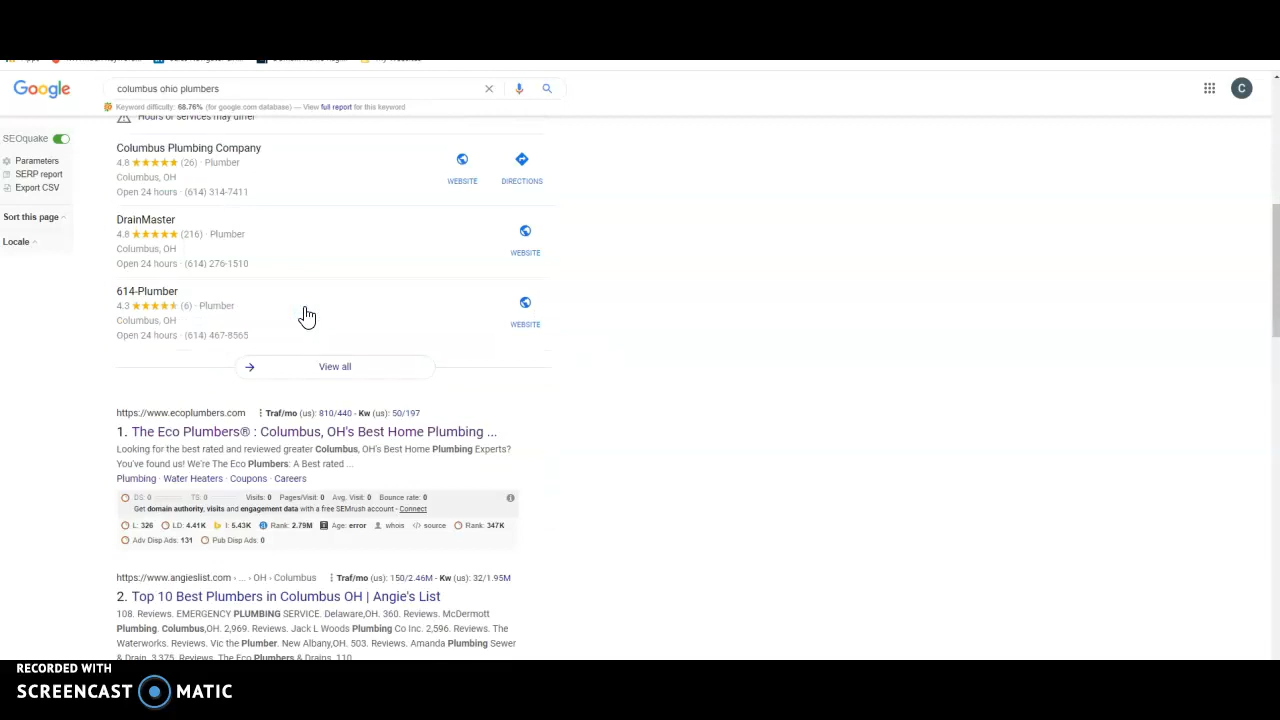 Google
columbus ohio plumbers
Keyword difficulty: 68.76% (for google.com database) — View full report for this keyword
Hours or services may differ
SEOquake
Parameters
SERP report
Export CSV
Sort this page
Locale
C
Columbus Plumbing Company
4.8 ★★★★★ (26) · Plumber
Columbus, OH
Open 24 hours · (614) 314-7411
WEBSITE
DIRECTIONS
DrainMaster
4.8 ★★★★★ (216) · Plumber
Columbus, OH
Open 24 hours · (614) 276-1510
WEBSITE
614-Plumber
4.3 (6) · Plumber
Columbus, OH
Open 24 hours · (614) 467-8565
WEBSITE
View all
https://www.ecoplumbers.com Traf/mo (us): 810/440 - Kw (us): 50/197
1. The Eco Plumbers® : Columbus, OH's Best Home Plumbing ...
Looking for the best rated and reviewed greater Columbus, OH's Best Home Plumbing Experts?
You've found us! We're The Eco Plumbers: A Best rated ...
Plumbing · Water Heaters · Coupons · Careers
DS: 0 TS: 0 Visits: 0 Pages/Visit: 0 Avg. Visit: 0 Bounce rate: 0
Get domain authority, visits and engagement data with a free SEMrush account - Connect
L: 326 LD: 4.41K I: 5.43K Rank: 2.79M Age: error whois source Rank: 347K
Adv Disp Ads: 131 Pub Disp Ads: 0
https://www.angieslist.com › ... › OH › Columbus Traf/mo (us): 150/2.46M - Kw (us): 32/1.95M
2. Top 10 Best Plumbers in Columbus OH | Angie's List
108. Reviews. EMERGENCY PLUMBING SERVICE. Delaware,OH. 360. Reviews. McDermott
Plumbing. Columbus,OH. 2,969. Reviews. Jack L Woods Plumbing Co Inc. 2,596. Reviews. The
Waterworks. Reviews. Vic the Plumber. New Albany,OH. 503. Reviews. Amanda Plumbing Sewer
& Drain. 3,375. Reviews. The Eco Plumbers & Drains. 110.
RECORDED WITH
SCREENCAST MATIC